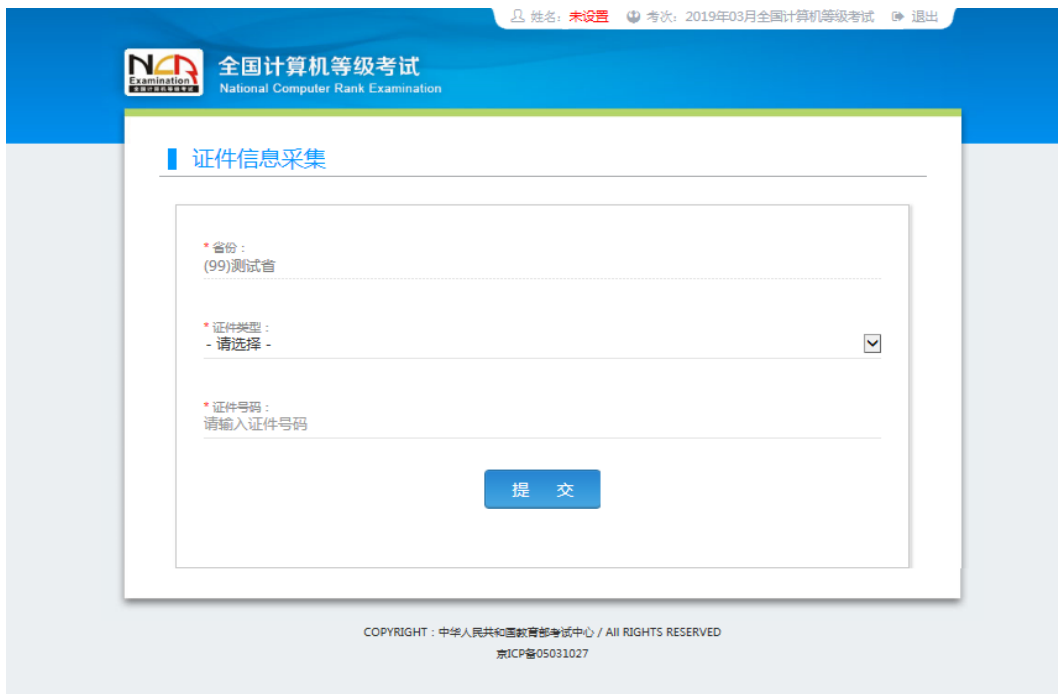 姓名：未设置 考次：2019年03月全国计算机等级考试 退出
NCR
Examination
全国计算机等级考试
全国计算机等级考试
National Computer Rank Examination
证件信息采集
* 省份：
(99)测试省
* 证件类型：
- 请选择 -
* 证件号码：
请输入证件号码
提 交
COPYRIGHT：中华人民共和国教育部考试中心 / All RIGHTS RESERVED
京ICP备05031027